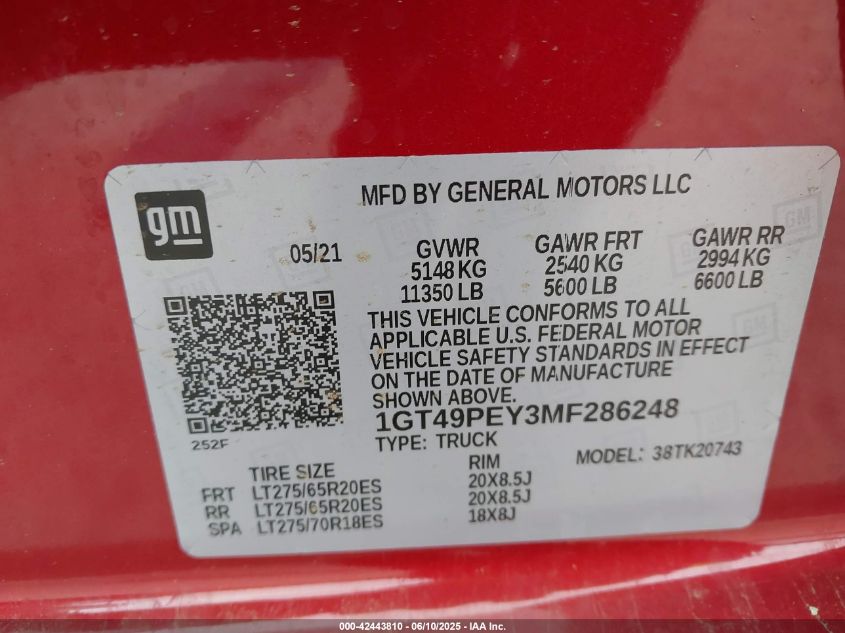 gm
MFD BY GENERAL MOTORS LLC
05/21
GVWR
5148 KG
11350 LB
GAWR FRT
2540 KG
5600 LB
GAWR RR
2994 KG
6600 LB
THIS VEHICLE CONFORMS TO ALL
APPLICABLE U.S. FEDERAL MOTOR
VEHICLE SAFETY STANDARDS IN EFFECT
ON THE DATE OF MANUFACTURE
SHOWN ABOVE.
1GT49PEY3MF286248
TYPE: TRUCK
MODEL: 38TK20743
252F
TIRE SIZE RIM
FRT LT275/65R20ES 20X8.5J
RR LT275/65R20ES 20X8.5J
SPA LT275/70R18ES 18X8J
000-42443810 - 06/10/2025 - IAA Inc.